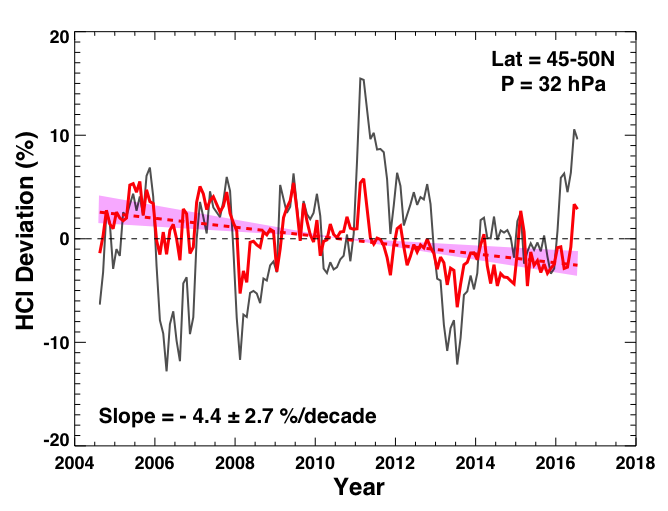 20
Lat = 45-50N
P = 32 hPa
10
HCl Deviation (%)
0
-10
Slope = - 4.4 ± 2.7 %/decade
-20
2004 2006 2008 2010 2012 2014 2016 2018
Year